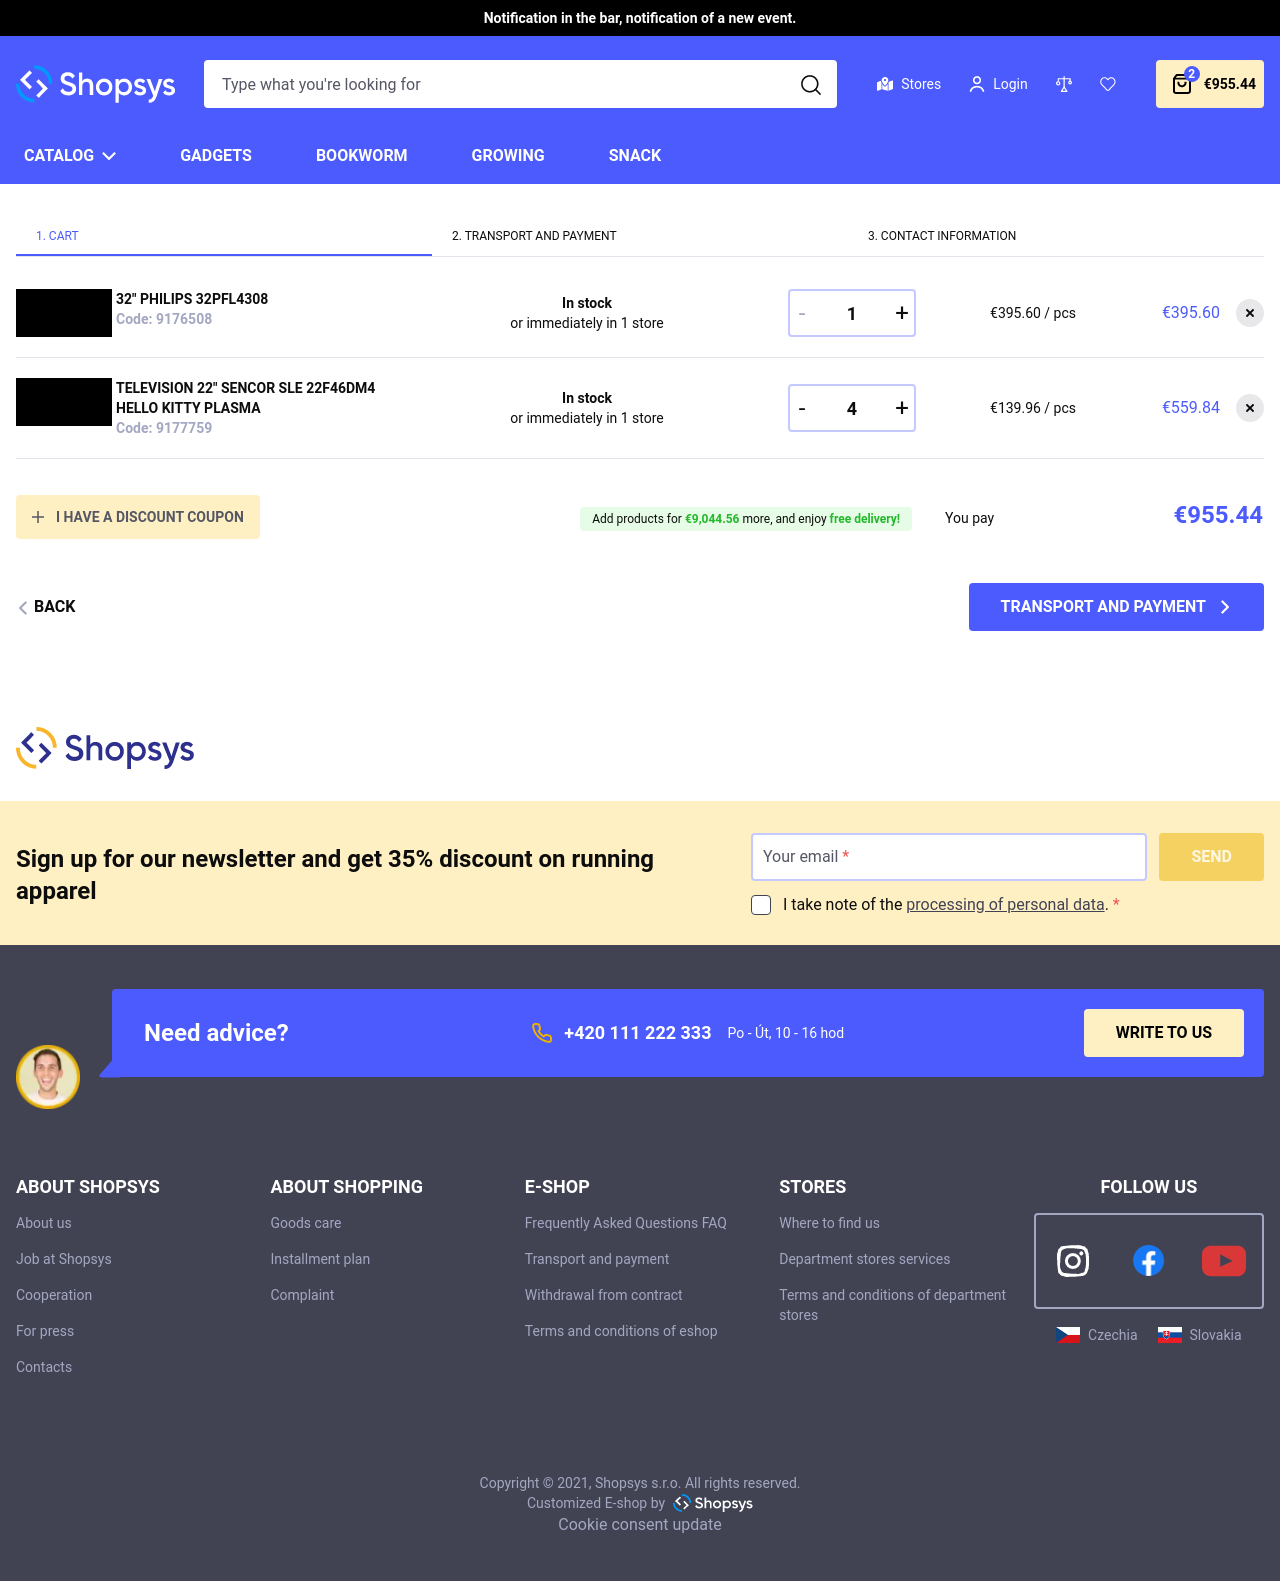 Notification in the bar, notification of a new event.
Shopsys
Type what you're looking for
Stores
Login
2
€955.44
CATALOG
GADGETS
BOOKWORM
GROWING
SNACK
1. CART
2. TRANSPORT AND PAYMENT
3. CONTACT INFORMATION
32" PHILIPS 32PFL4308
Code: 9176508
In stock
or immediately in 1 store
- 1 +
€395.60 / pcs
€395.60
TELEVISION 22" SENCOR SLE 22F46DM4
HELLO KITTY PLASMA
Code: 9177759
In stock
or immediately in 1 store
- 4 +
€139.96 / pcs
€559.84
I HAVE A DISCOUNT COUPON
Add products for €9,044.56 more, and enjoy free delivery!
You pay
€955.44
BACK
TRANSPORT AND PAYMENT
Shopsys
Sign up for our newsletter and get 35% discount on running
apparel
Your email *
SEND
I take note of the processing of personal data. *
Need advice?
+420 111 222 333
Po - Út, 10 - 16 hod
WRITE TO US
ABOUT SHOPSYS
About us
Job at Shopsys
Cooperation
For press
Contacts
ABOUT SHOPPING
Goods care
Installment plan
Complaint
E-SHOP
Frequently Asked Questions FAQ
Transport and payment
Withdrawal from contract
Terms and conditions of eshop
STORES
Where to find us
Department stores services
Terms and conditions of department
stores
FOLLOW US
Czechia
Slovakia
Copyright © 2021, Shopsys s.r.o. All rights reserved.
Customized E-shop by Shopsys
Cookie consent update